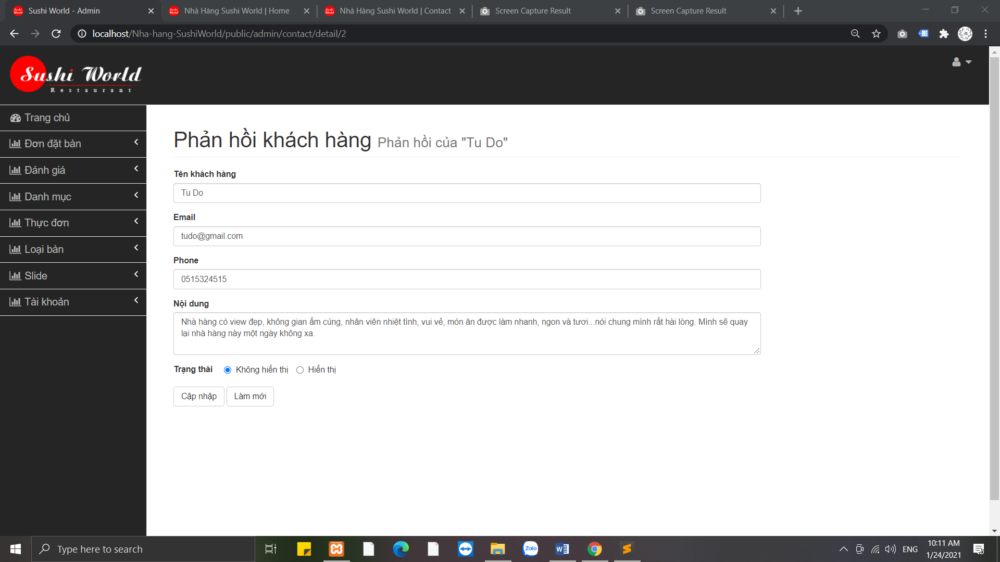 Sushi World - Admin
Nhà Hàng Sushi World | Home
Nhà Hàng Sushi World | Contact
Screen Capture Result
Screen Capture Result
localhost/Nha-hang-SushiWorld/public/admin/contact/detail/2
Sushi World
Restaurant
Trang chủ
Đơn đặt bàn
Đánh giá
Danh mục
Thực đơn
Loại bàn
Slide
Tài khoản
Phản hồi khách hàng Phản hồi của "Tu Do"
Tên khách hàng
Tu Do
Email
tudo@gmail.com
Phone
0515324515
Nội dung
Nhà hàng có view đẹp, không gian ấm cúng, nhân viên nhiệt tình, vui vẻ, món ăn được làm nhanh, ngon và tươi...nói chung mình rất hài lòng. Mình sẽ quay
lại nhà hàng này một ngày không xa.
Trạng thái Không hiển thị Hiển thị
Cập nhập Làm mới
Type here to search
Zalo
ENG
10:11 AM
1/24/2021